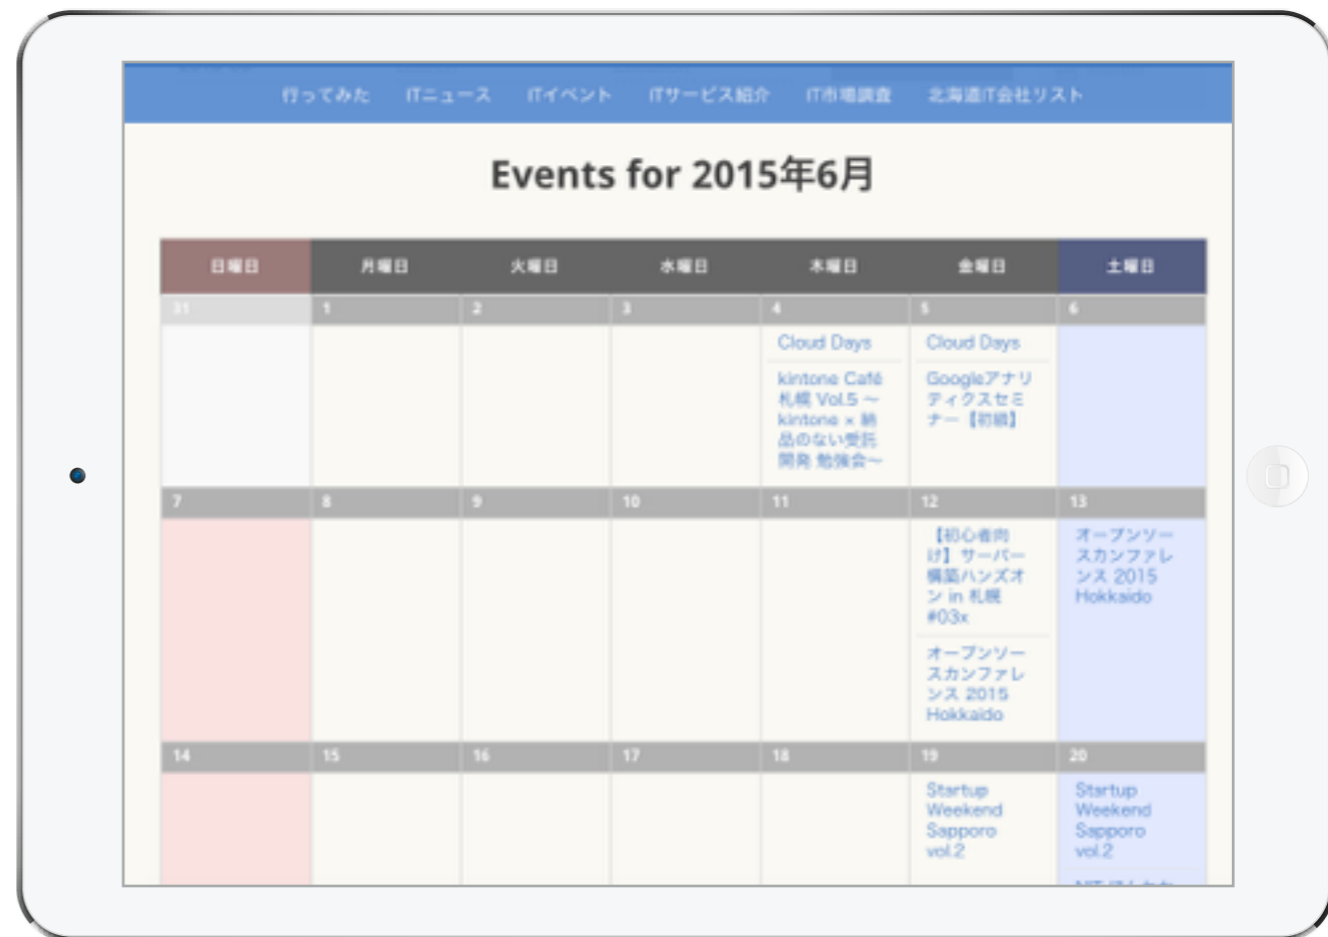 行ってみた ITニュース ITイベント ITサービス紹介 IT市場調査 北海道IT会社リスト
Events for 2015年6月
日曜日 月曜日 火曜日 水曜日 木曜日 金曜日 土曜日
31 1 2 3 4 5 6
Cloud Days
kintone Café
札幌 Vol.5 ～
kintone × 納
品のない受託
開発 勉強会～
Cloud Days
Googleアナリ
ティクスセミ
ナー【初級】
7 8 9 10 11 12 13
【初心者向
け】サーバー
構築ハンズオ
ン in 札幌
#03x
オープンソー
スカンファレ
ンス 2015
Hokkaido
オープンソー
スカンファレ
ンス 2015
Hokkaido
14 15 16 17 18 19 20
Startup
Weekend
Sapporo
vol.2
Startup
Weekend
Sapporo
vol.2